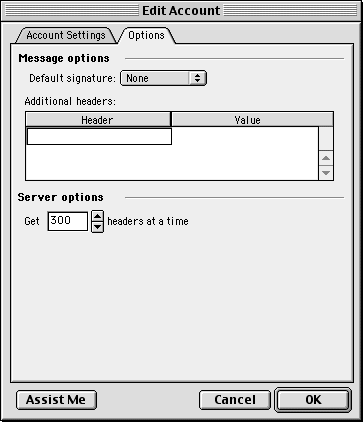 Edit Account
Account Settings Options
Message options
Default signature: None
Additional headers:
Header Value
Server options
Get 300 headers at a time
Assist Me Cancel OK